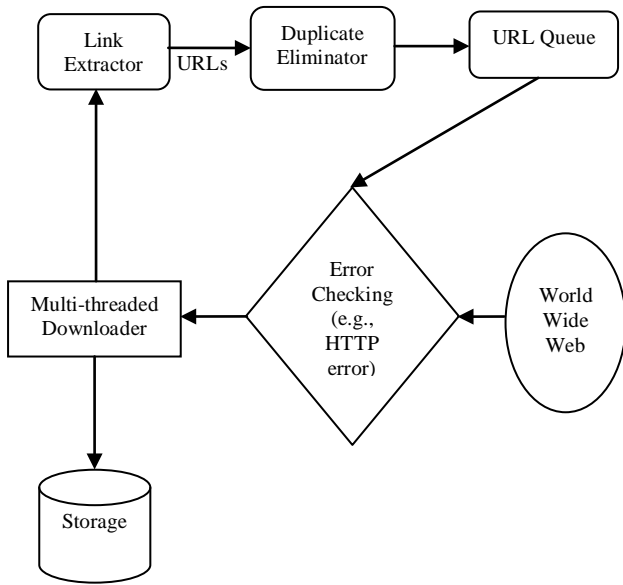 Link
Extractor
URLs
Duplicate
Eliminator
URL Queue
Error
Checking
(e.g.,
HTTP
error)
World
Wide
Web
Multi-threaded
Downloader
Storage